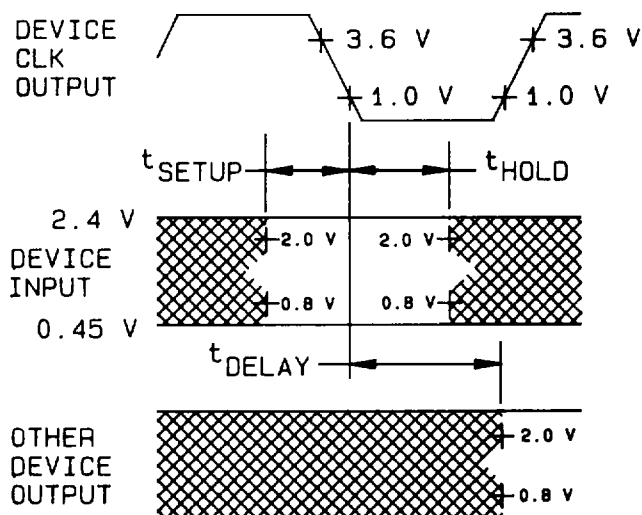 DEVICE
CLK
OUTPUT
3.6 V
3.6 V
1.0 V
1.0 V
tSETUP
tHOLD
2.4 V
DEVICE
INPUT
0.45 V
2.0 V
2.0 V
0.8 V
0.8 V
tDELAY
OTHER
DEVICE
OUTPUT
2.0 V
0.8 V